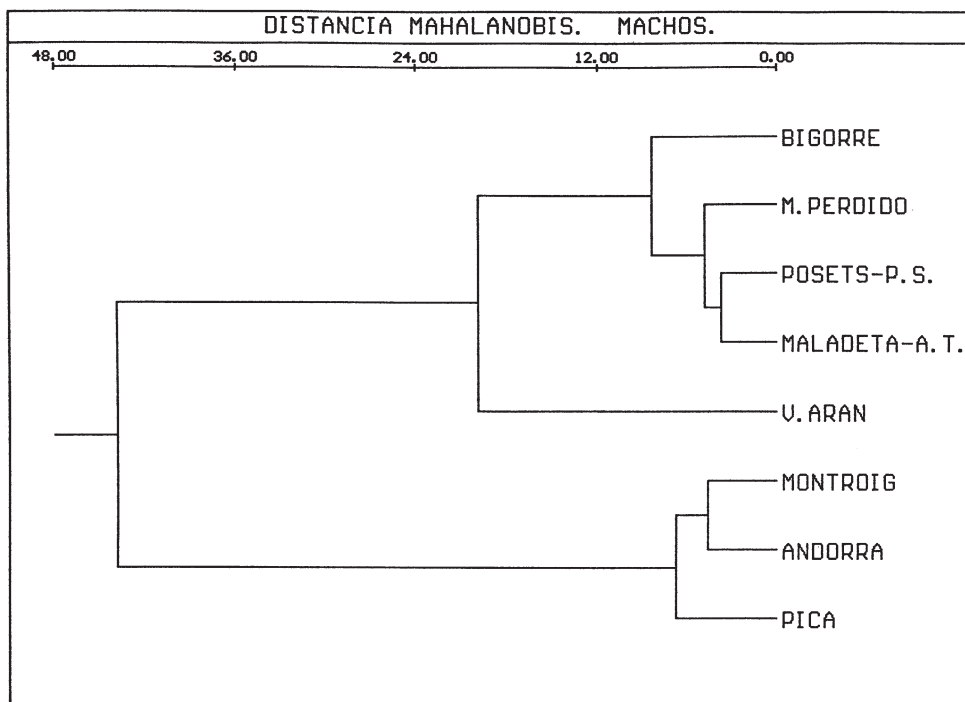 DISTANCIA MAHALANOBIS. MACHOS.
48.00 36.00 24.00 12.00 0.00
BIGORRE
M.PERDIDO
POSETS-P.S.
MALADETA-A.T.
V.ARAN
MONTROIG
ANDORRA
PICA